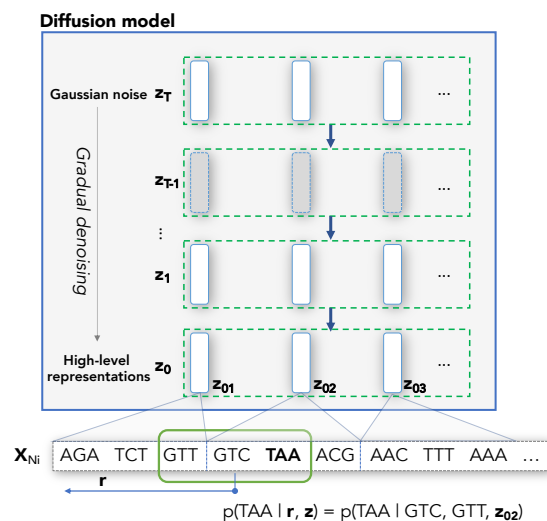 Diffusion model
Gaussian noise z_T ...
Gradual denoising
z_T-1 ...
...
z_1 ...
High-level representations z_0 ...
z_01 z_02 z_03
X_Ni AGA TCT GTT GTC TAA ACG AAC TTT AAA ...
r
p(TAA | r, z) = p(TAA | GTC, GTT, z_02)